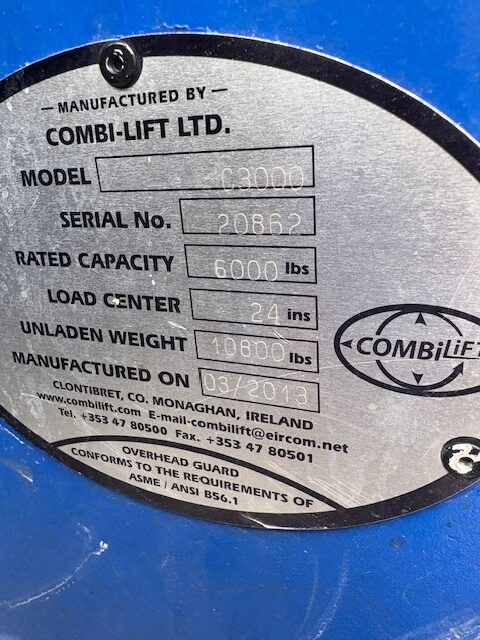 — MANUFACTURED BY —
COMBI-LIFT LTD.
MODEL C3000
SERIAL No. 20862
RATED CAPACITY 6000 lbs
LOAD CENTER 24 ins
UNLADEN WEIGHT 10800 lbs
MANUFACTURED ON 03/2013
CLONTIBRET, CO. MONAGHAN, IRELAND
www.combilift.com E-mail-combilift@eircom.net
Tel. +353 47 80500 Fax. +353 47 80501
COMBiLiFT
OVERHEAD GUARD
CONFORMS TO THE REQUIREMENTS OF
ASME / ANSI B56.1